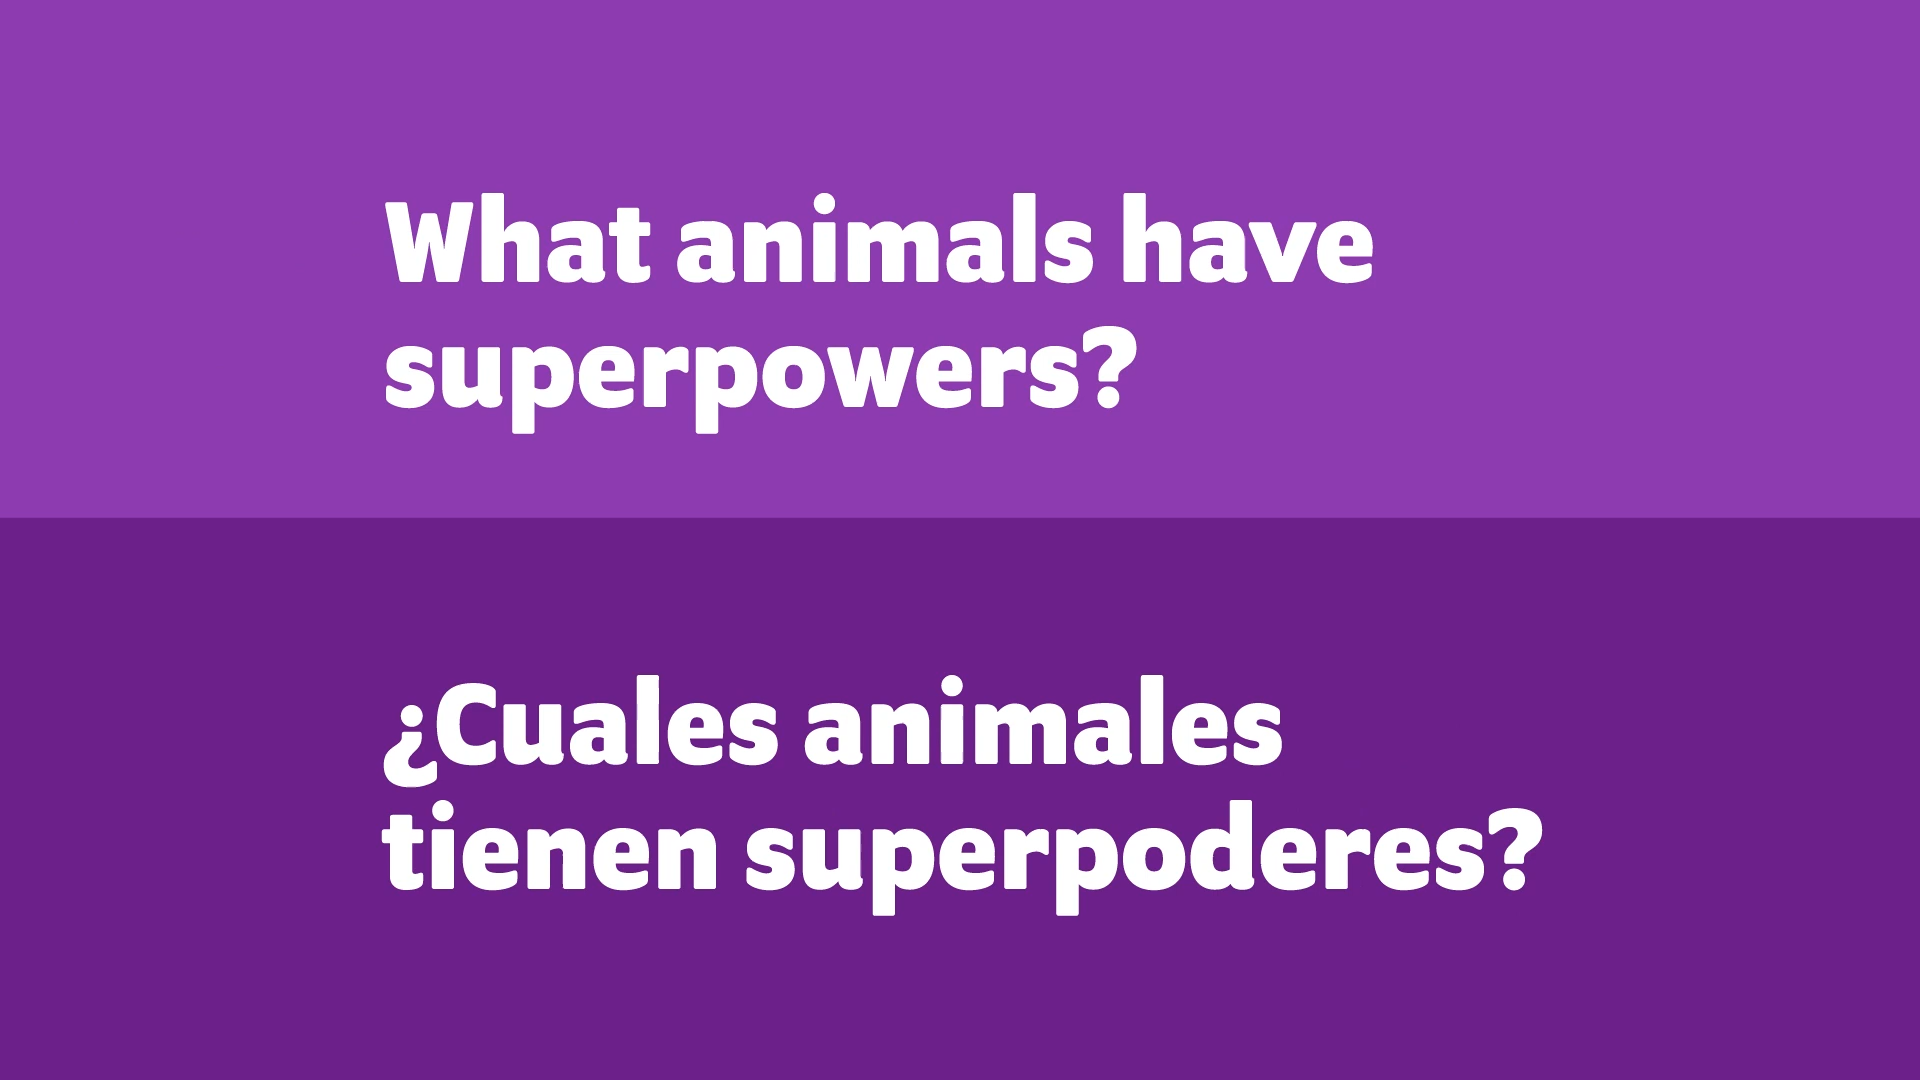 What animals have
superpowers?
¿Cuales animales
tienen superpoderes?